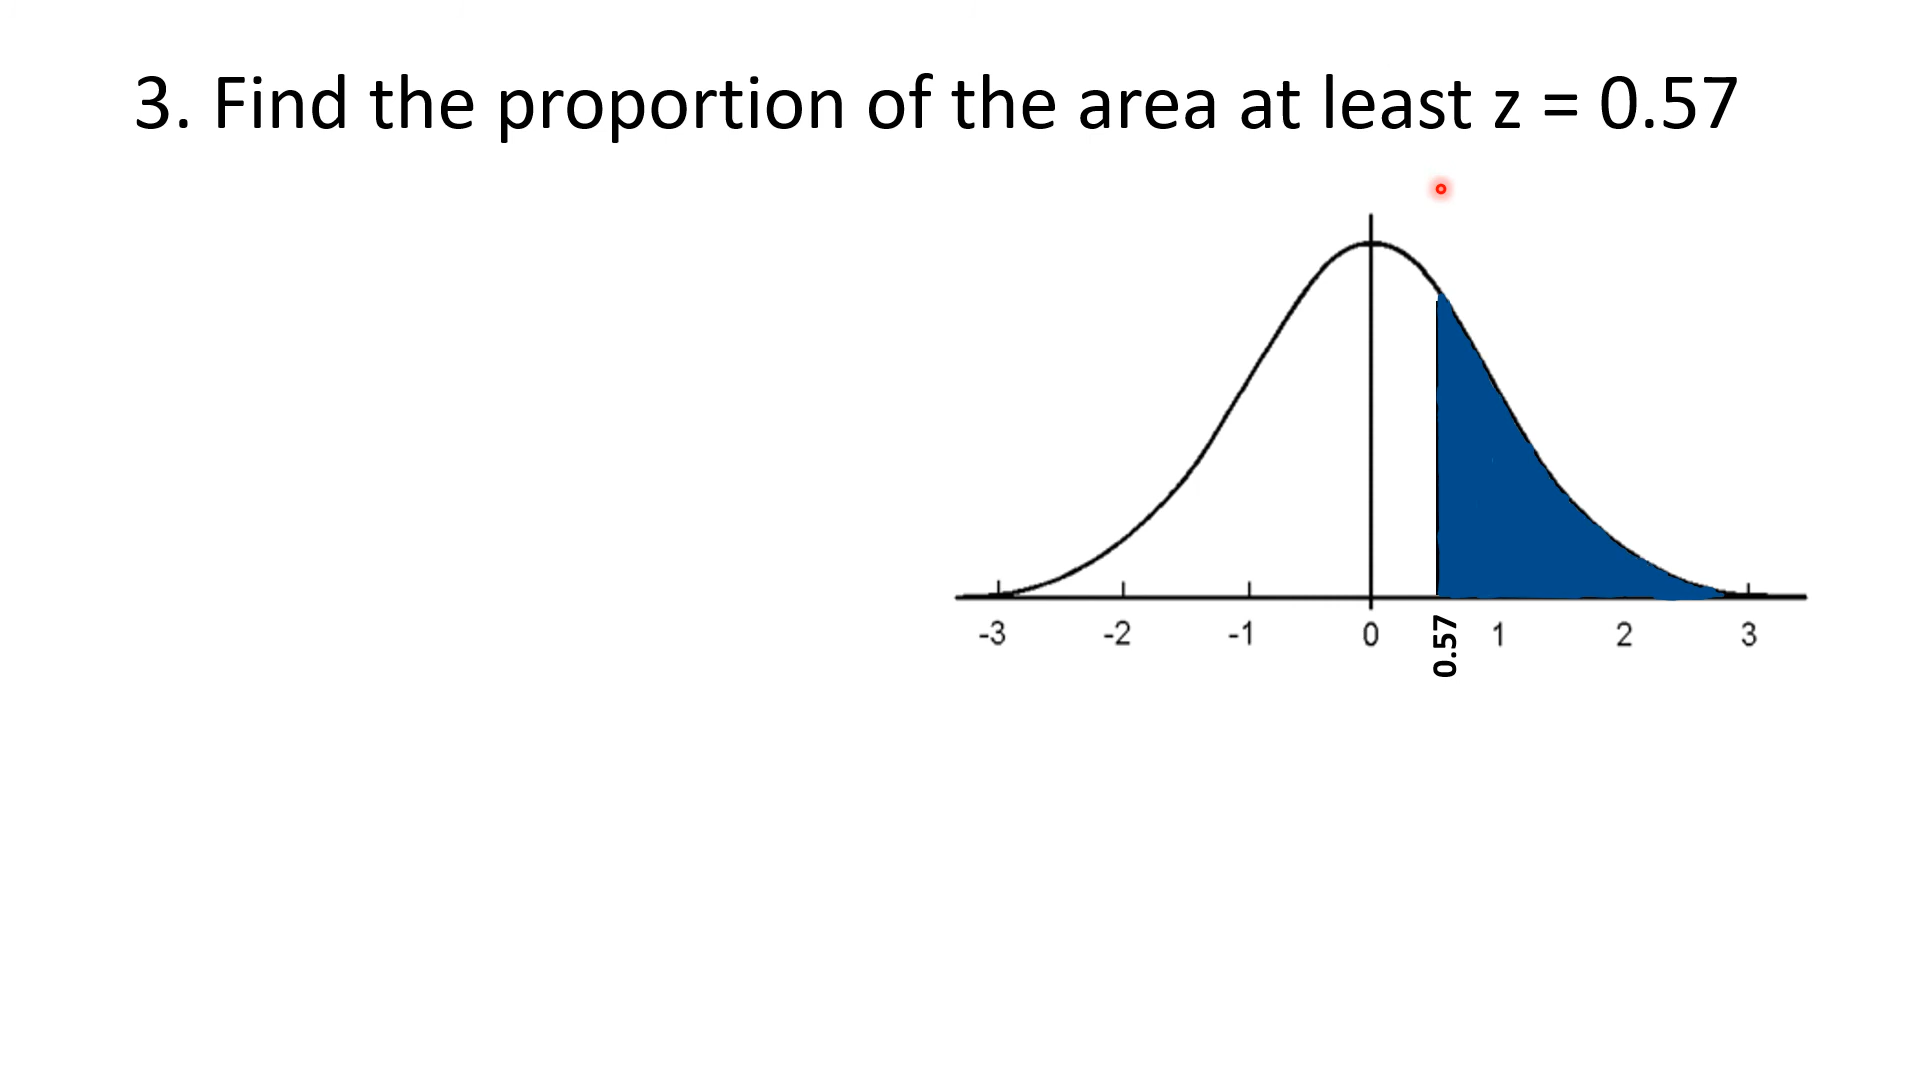 3. Find the proportion of the area at least z = 0.57
-3 -2 -1 0 0.57 1 2 3